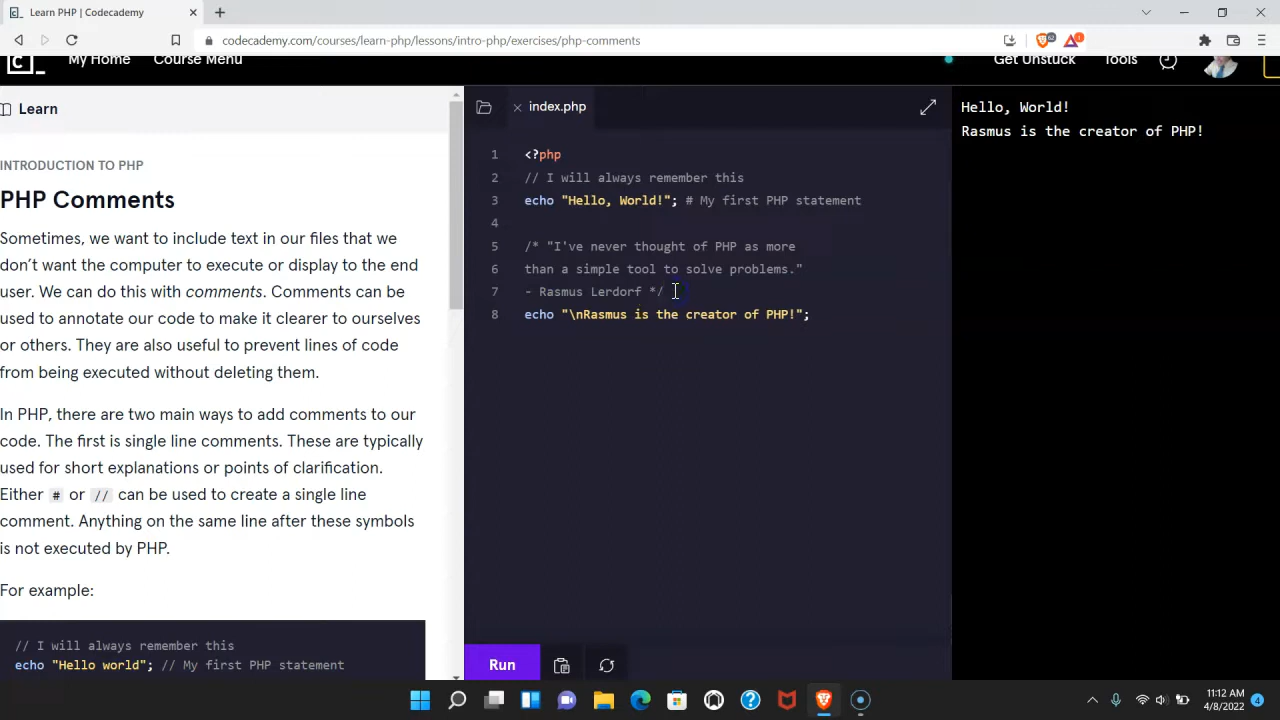 Learn PHP | Codecademy
codecademy.com/courses/learn-php/lessons/intro-php/exercises/php-comments
62
C
My Home
Course Menu
Get Unstuck
Tools
Learn
INTRODUCTION TO PHP
PHP Comments
Sometimes, we want to include text in our files that we
don’t want the computer to execute or display to the end
user. We can do this with comments. Comments can be
used to annotate our code to make it clearer to ourselves
or others. They are also useful to prevent lines of code
from being executed without deleting them.
In PHP, there are two main ways to add comments to our
code. The first is single line comments. These are typically
used for short explanations or points of clarification.
Either # or // can be used to create a single line
comment. Anything on the same line after these symbols
is not executed by PHP.
For example:
// I will always remember this
echo "Hello world"; // My first PHP statement
index.php
1 <?php
2 // I will always remember this
3 echo "Hello, World!"; # My first PHP statement
4
5 /* "I've never thought of PHP as more
6 than a simple tool to solve problems."
7 - Rasmus Lerdorf */
8 echo "\nRasmus is the creator of PHP!";
Run
Hello, World!
Rasmus is the creator of PHP!
11:12 AM
4/8/2022
4